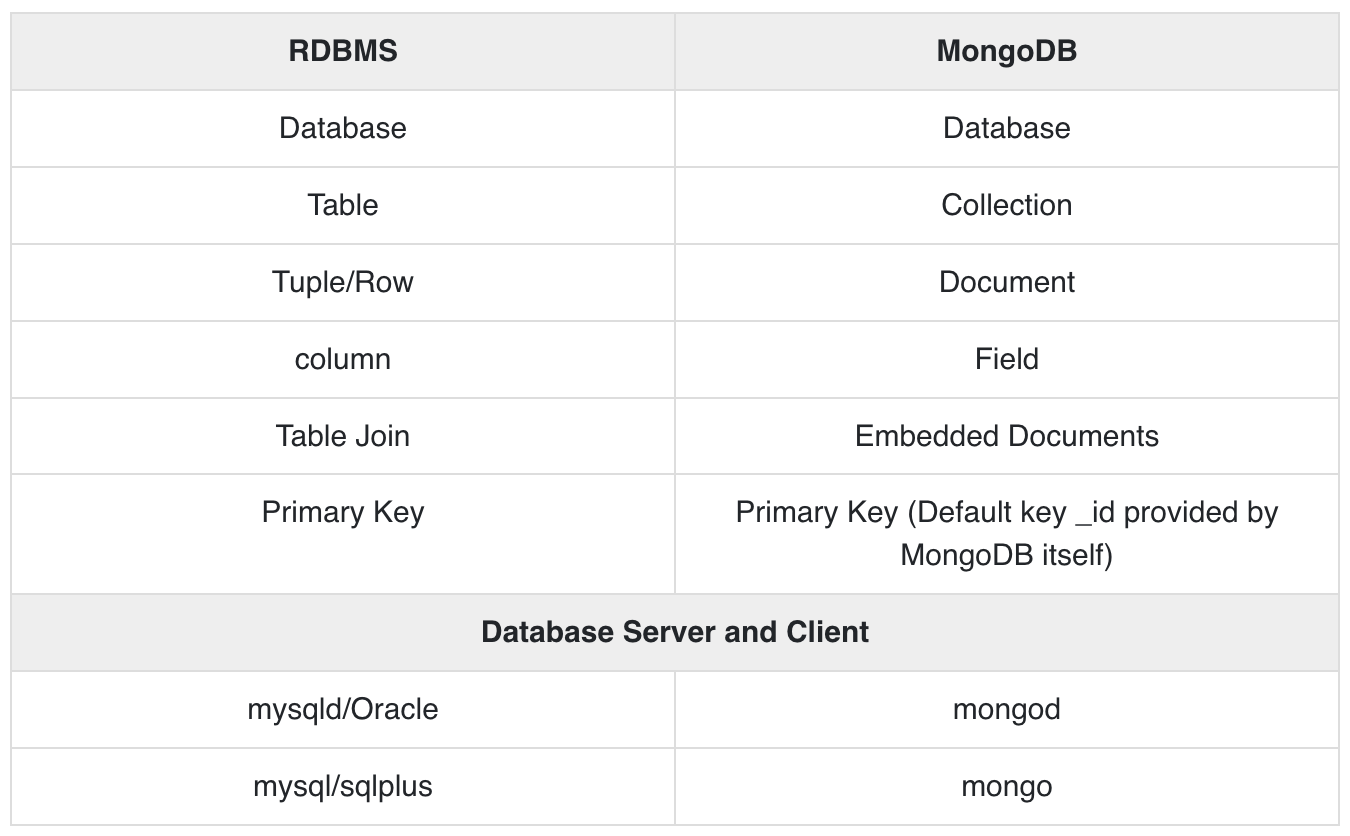 RDBMS MongoDB
Database Database
Table Collection
Tuple/Row Document
column Field
Table Join Embedded Documents
Primary Key Primary Key (Default key _id provided by
MongoDB itself)
Database Server and Client
mysqld/Oracle mongod
mysql/sqlplus mongo